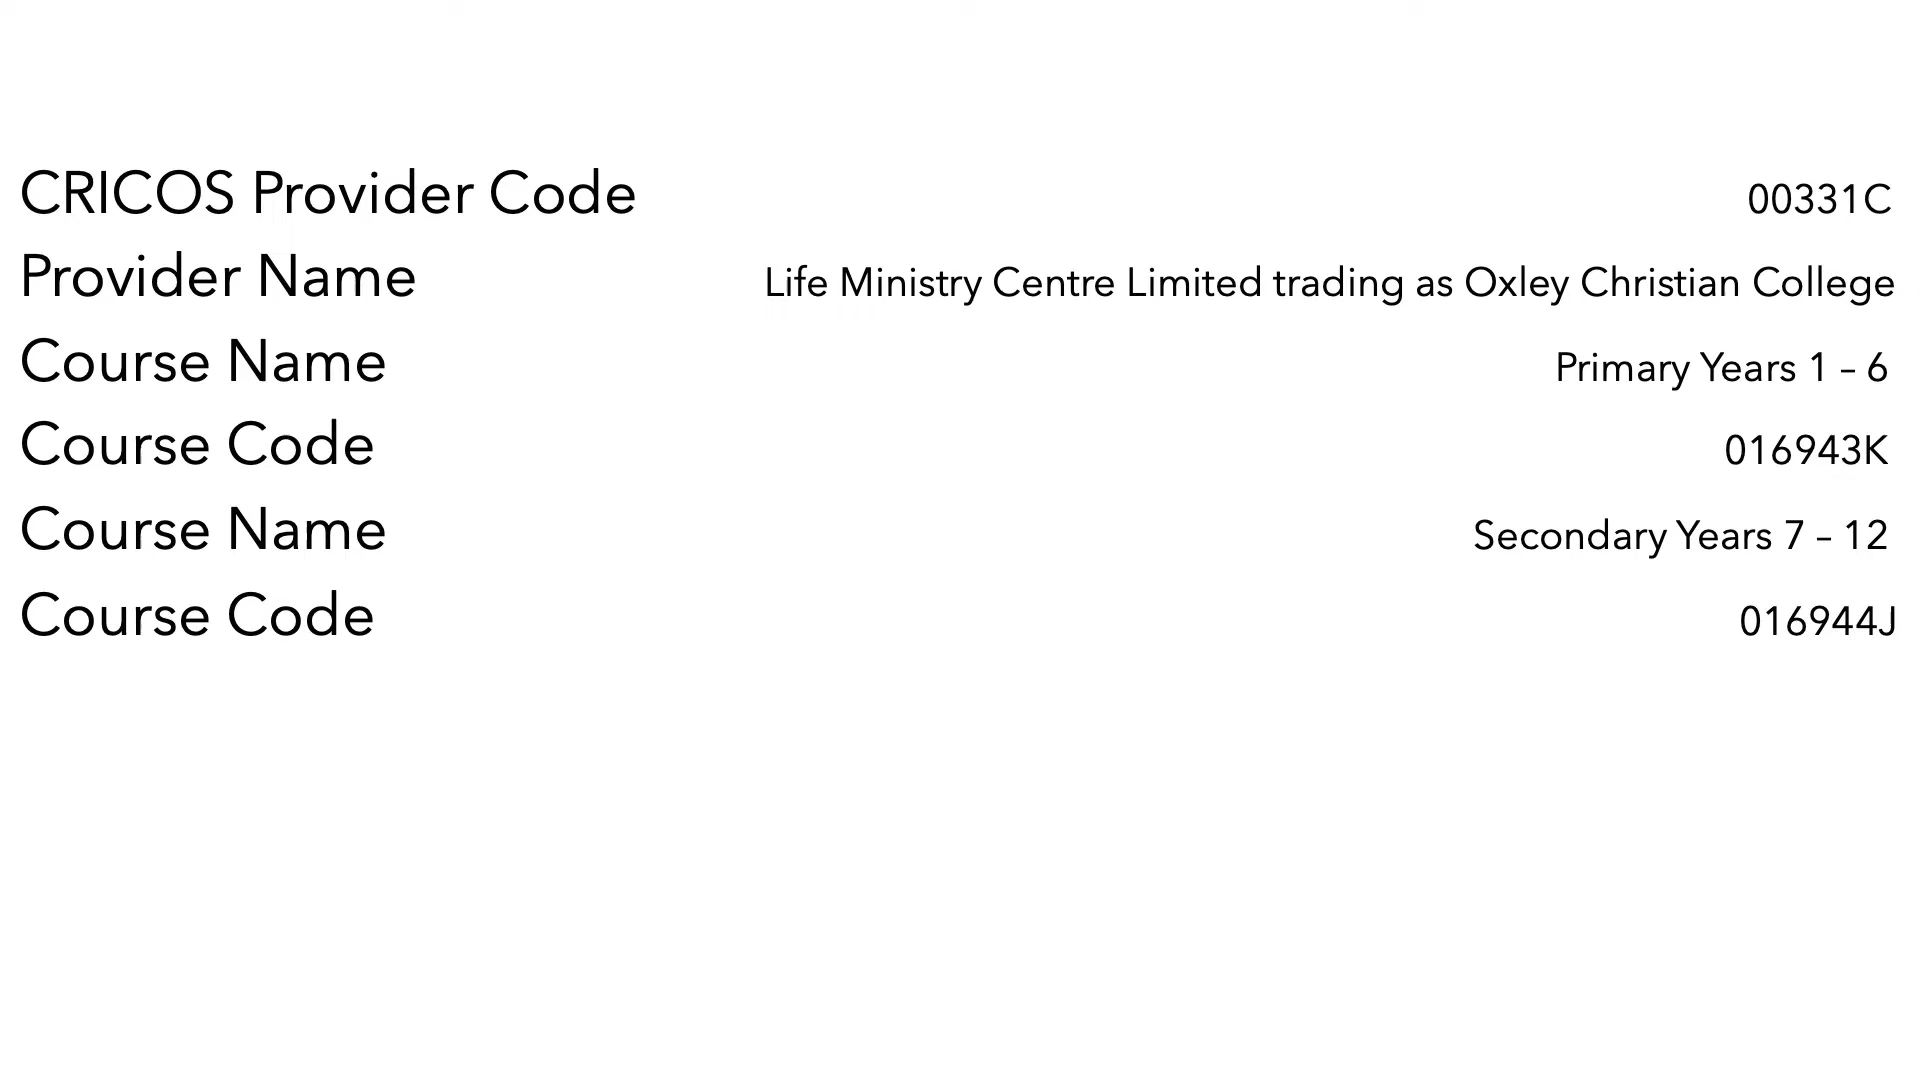 CRICOS Provider Code 00331C
Provider Name Life Ministry Centre Limited trading as Oxley Christian College
Course Name Primary Years 1 – 6
Course Code 016943K
Course Name Secondary Years 7 – 12
Course Code 016944J